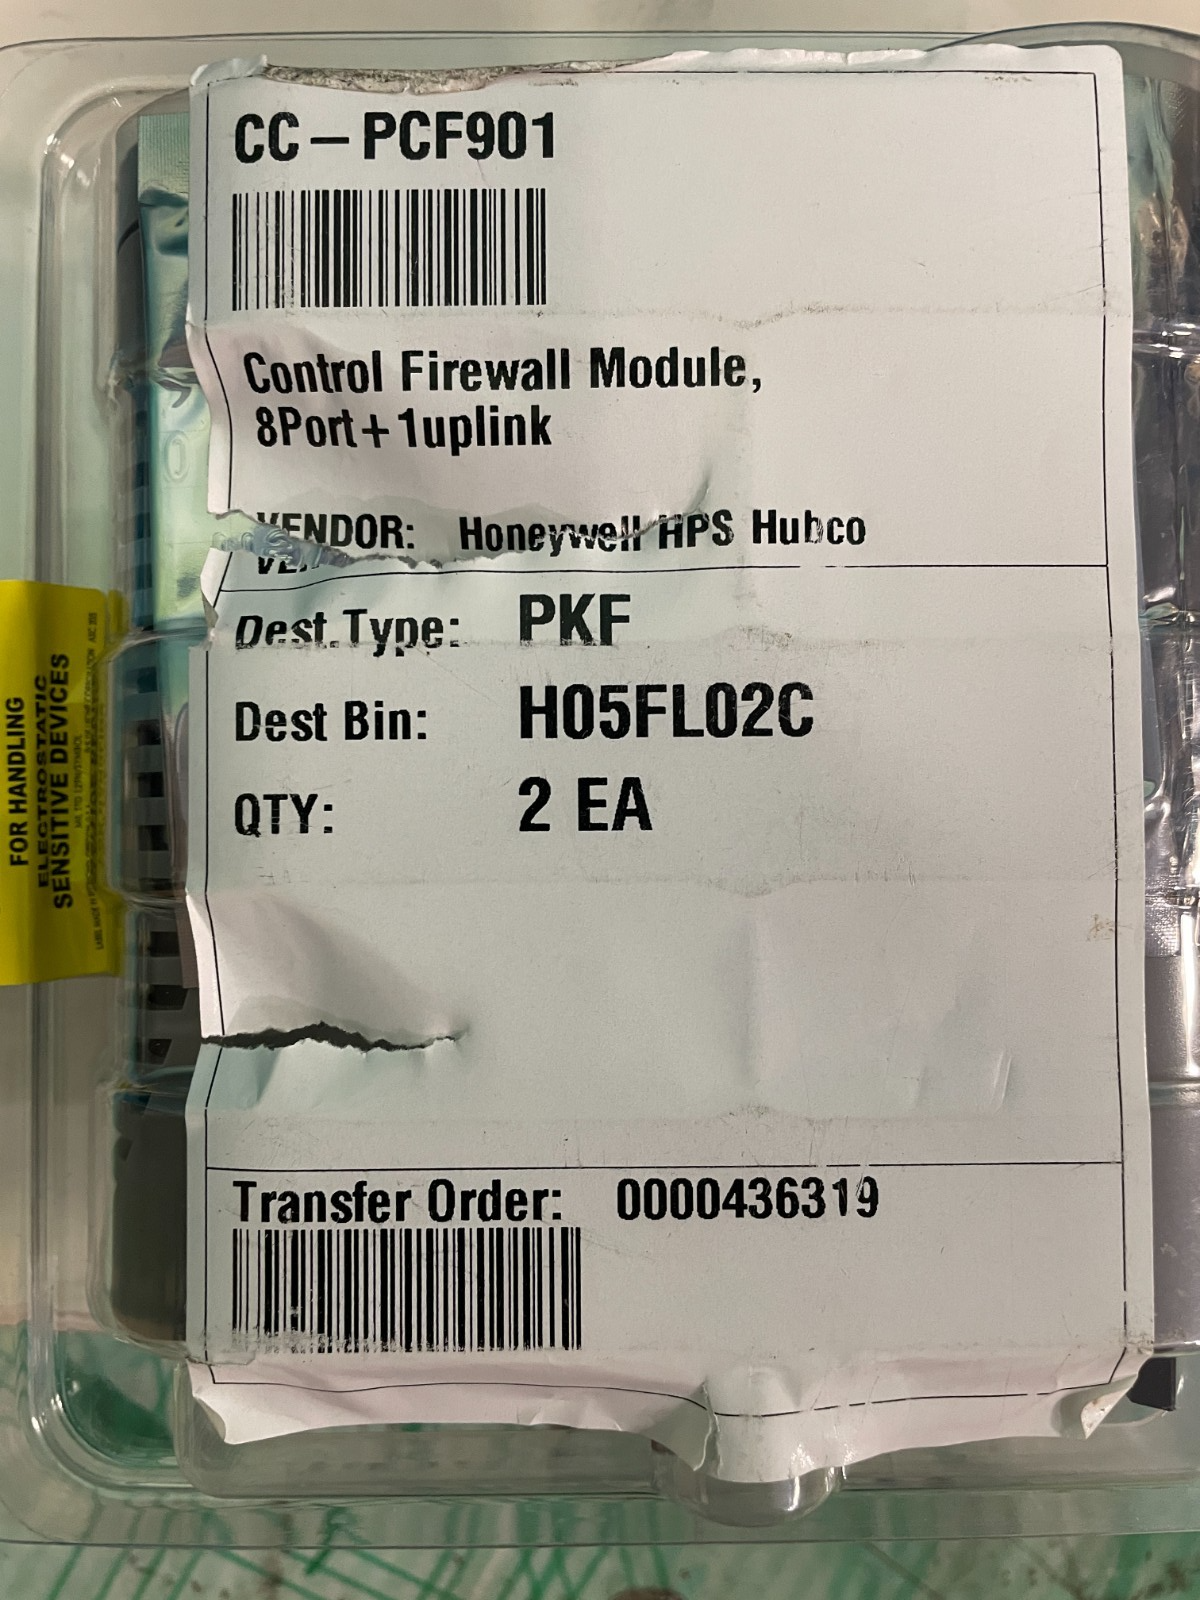 CC-PCF901
Control Firewall Module,
8Port+1uplink
VENDOR: Honeywell HPS Hubco
Dest.Type: PKF
Dest Bin: H05FL02C
QTY: 2 EA
Transfer Order: 0000436319
FOR HANDLING
ELECTROSTATIC
SENSITIVE DEVICES